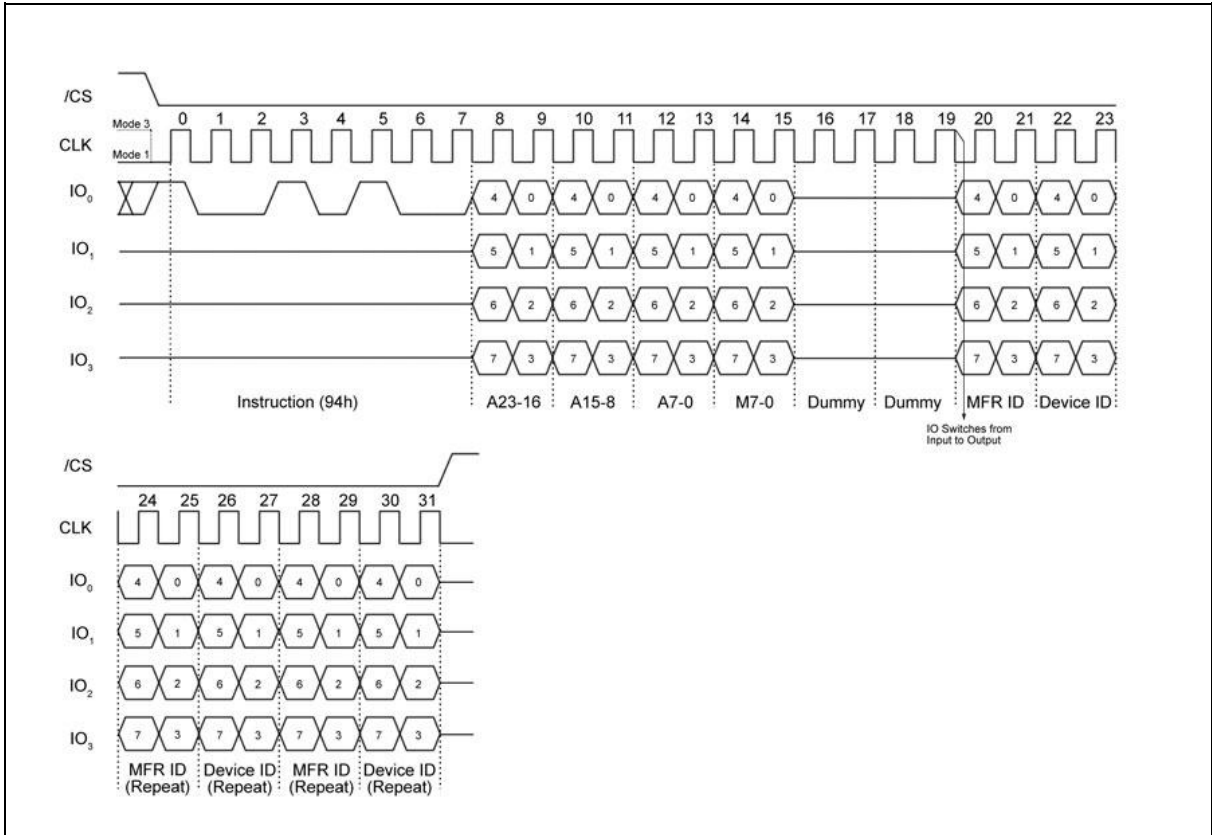 /CS
Mode 3
0 1 2 3 4 5 6 7 8 9 10 11 12 13 14 15 16 17 18 19 20 21 22 23
CLK
Mode 1
IO0 4 0 4 0 4 0 4 0 4 0 4 0
IO1 5 1 5 1 5 1 5 1 5 1 5 1
IO2 6 2 6 2 6 2 6 2 6 2 6 2
IO3 7 3 7 3 7 3 7 3 7 3 7 3
Instruction (94h) A23-16 A15-8 A7-0 M7-0 Dummy Dummy MFR ID Device ID
IO Switches from
Input to Output
/CS
24 25 26 27 28 29 30 31
CLK
IO0 4 0 4 0 4 0 4 0
IO1 5 1 5 1 5 1 5 1
IO2 6 2 6 2 6 2 6 2
IO3 7 3 7 3 7 3 7 3
MFR ID Device ID MFR ID Device ID
(Repeat) (Repeat) (Repeat) (Repeat)